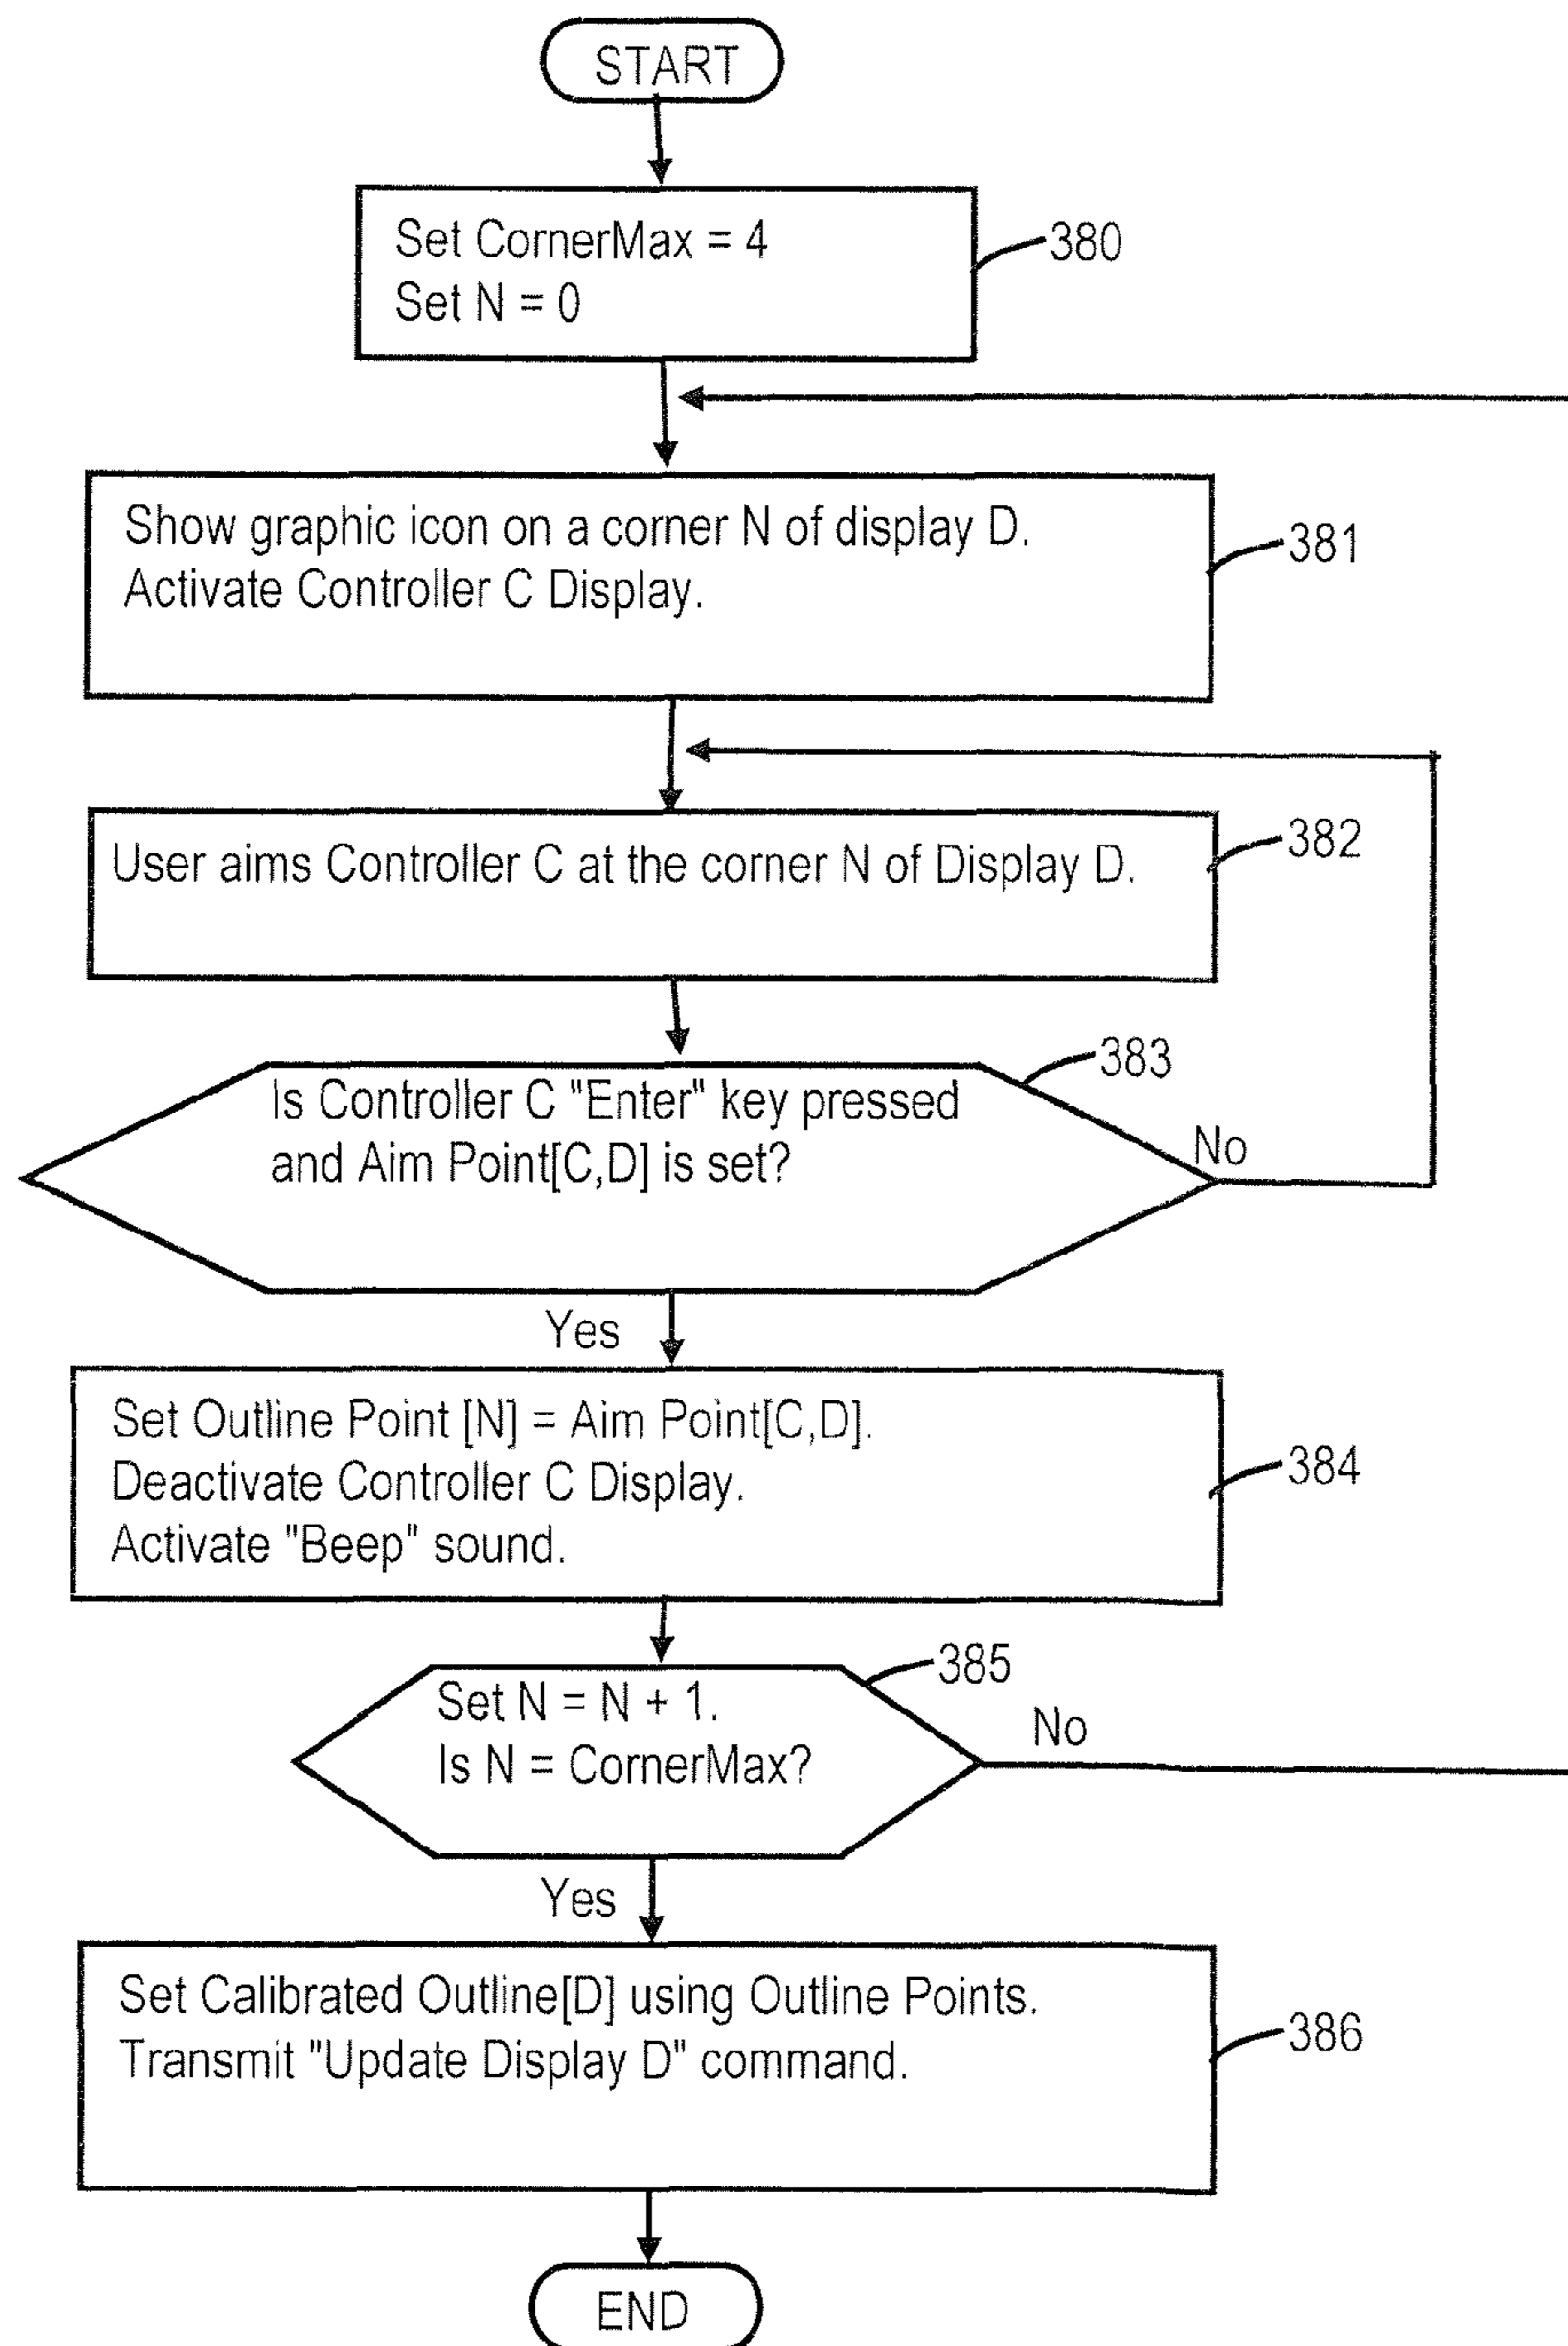 START
Set CornerMax = 4
Set N = 0
380
Show graphic icon on a corner N of display D.
Activate Controller C Display.
381
User aims Controller C at the corner N of Display D.
382
383
Is Controller C "Enter" key pressed
and Aim Point[C,D] is set?
No
Yes
Set Outline Point [N] = Aim Point[C,D].
Deactivate Controller C Display.
Activate "Beep" sound.
384
385
Set N = N + 1.
Is N = CornerMax?
No
Yes
Set Calibrated Outline[D] using Outline Points.
Transmit "Update Display D" command.
386
END